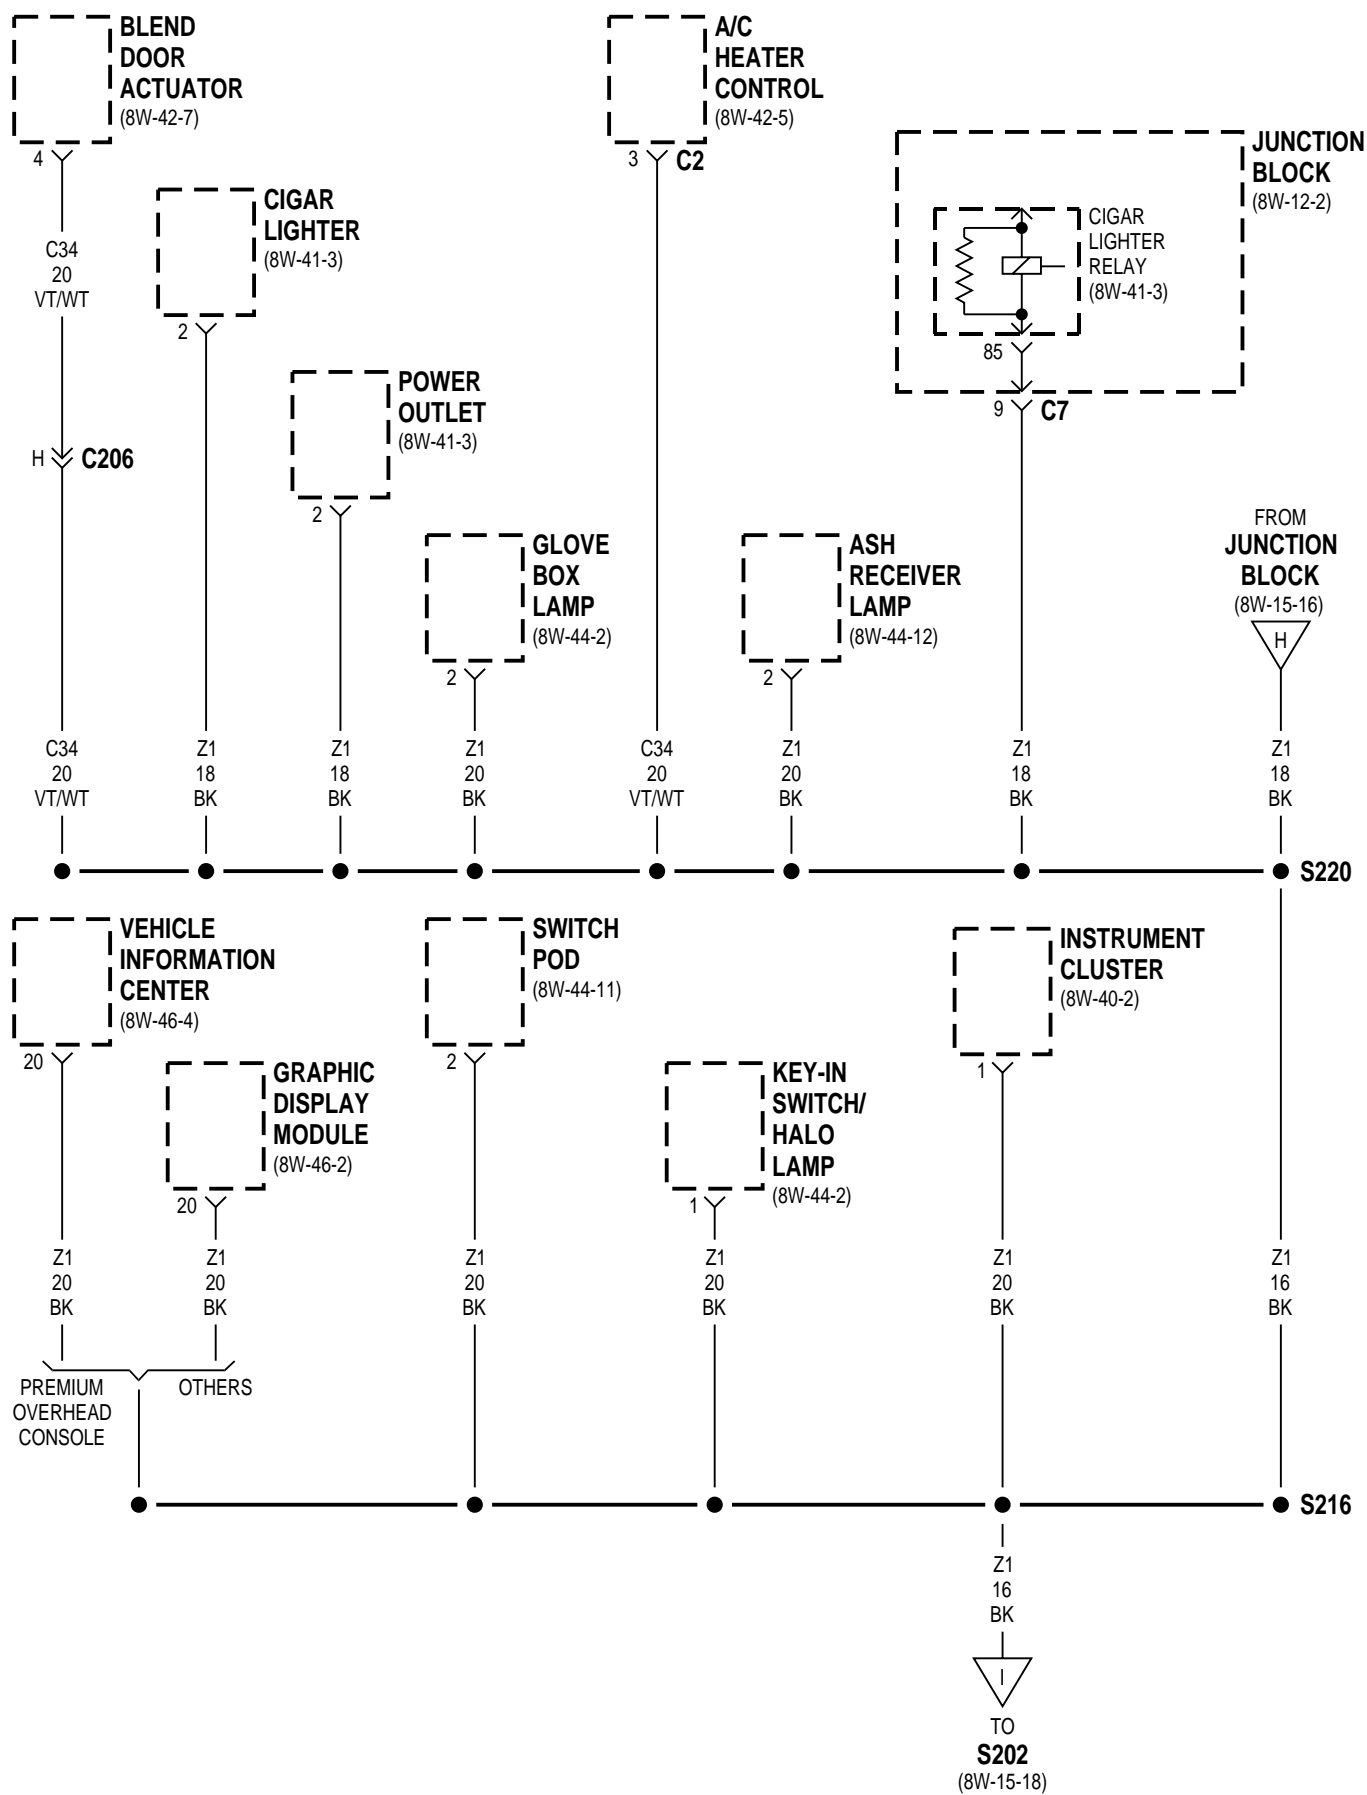 BLEND
DOOR
ACTUATOR
(8W-42-7)
4
C34
20
VT/WT
H
C206
C34
20
VT/WT
CIGAR
LIGHTER
(8W-41-3)
2
Z1
18
BK
POWER
OUTLET
(8W-41-3)
2
Z1
18
BK
GLOVE
BOX
LAMP
(8W-44-2)
2
Z1
20
BK
A/C
HEATER
CONTROL
(8W-42-5)
3
C2
C34
20
VT/WT
ASH
RECEIVER
LAMP
(8W-44-12)
2
Z1
20
BK
JUNCTION
BLOCK
(8W-12-2)
CIGAR
LIGHTER
RELAY
(8W-41-3)
85
9
C7
Z1
18
BK
FROM
JUNCTION
BLOCK
(8W-15-16)
H
Z1
18
BK
S220
VEHICLE
INFORMATION
CENTER
(8W-46-4)
20
Z1
20
BK
PREMIUM
OVERHEAD
CONSOLE
GRAPHIC
DISPLAY
MODULE
(8W-46-2)
20
Z1
20
BK
OTHERS
SWITCH
POD
(8W-44-11)
2
Z1
20
BK
KEY-IN
SWITCH/
HALO
LAMP
(8W-44-2)
1
Z1
20
BK
INSTRUMENT
CLUSTER
(8W-40-2)
1
Z1
20
BK
Z1
16
BK
S216
Z1
16
BK
I
TO
S202
(8W-15-18)